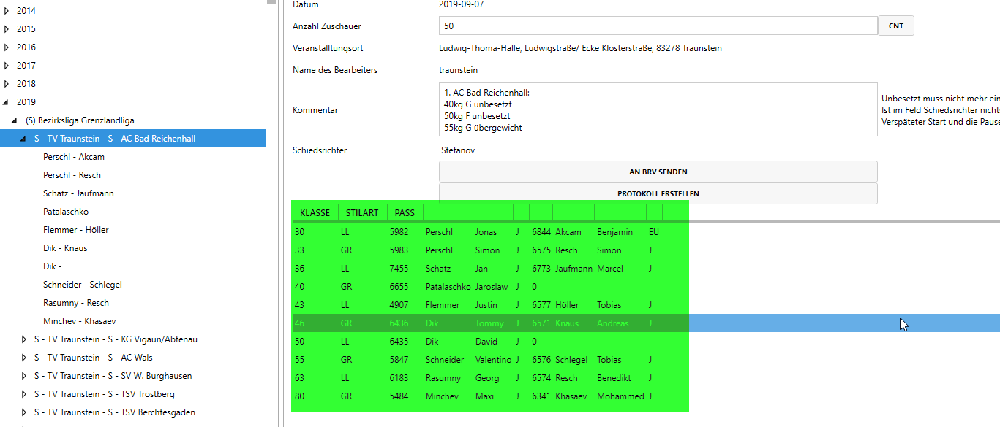 2014
2015
2016
2017
2018
2019
(S) Bezirksliga Grenzlandliga
S - TV Traunstein - S - AC Bad Reichenhall
Perschl - Akcam
Perschl - Resch
Schatz - Jaufmann
Patalaschko -
Flemmer - Höller
Dik - Knaus
Dik -
Schneider - Schlegel
Rasumny - Resch
Minchev - Khasaev
S - TV Traunstein - S - KG Vigaun/Abtenau
S - TV Traunstein - S - AC Wals
S - TV Traunstein - S - SV W. Burghausen
S - TV Traunstein - S - TSV Trostberg
S - TV Traunstein - S - TSV Berchtesgaden
Datum 2019-09-07
Anzahl Zuschauer 50 CNT
Veranstalltungsort Ludwig-Thoma-Halle, Ludwigstraße/ Ecke Klosterstraße, 83278 Traunstein
Name des Bearbeiters traunstein
Kommentar
1. AC Bad Reichenhall:
40kg G unbesetzt
50kg F unbesetzt
55kg G übergewicht
Unbesetzt muss nicht mehr ein
Ist im Feld Schiedsrichter nicht
Verspäteter Start und die Paus
Schiedsrichter Stefanov
AN BRV SENDEN
PROTOKOLL ERSTELLEN
KLASSE STILART PASS
30 LL 5982 Perschl Jonas J 6844 Akcam Benjamin EU
33 GR 5983 Perschl Simon J 6575 Resch Simon J
36 LL 7455 Schatz Jan J 6773 Jaufmann Marcel J
40 GR 6655 Patalaschko Jaroslaw J 0
43 LL 4907 Flemmer Justin J 6577 Höller Tobias J
46 GR 6436 Dik Tommy J 6571 Knaus Andreas J
50 LL 6435 Dik David J 0
55 GR 5847 Schneider Valentino J 6576 Schlegel Tobias J
63 LL 6183 Rasumny Georg J 6574 Resch Benedikt J
80 GR 5484 Minchev Maxi J 6341 Khasaev Mohammed J